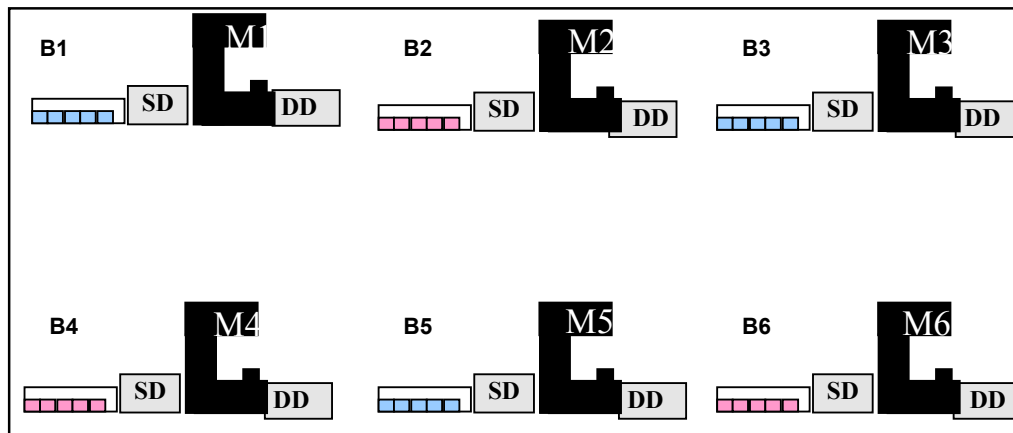 B1 SD M1 DD
B2 SD M2 DD
B3 SD M3 DD
B4 SD M4 DD
B5 SD M5 DD
B6 SD M6 DD